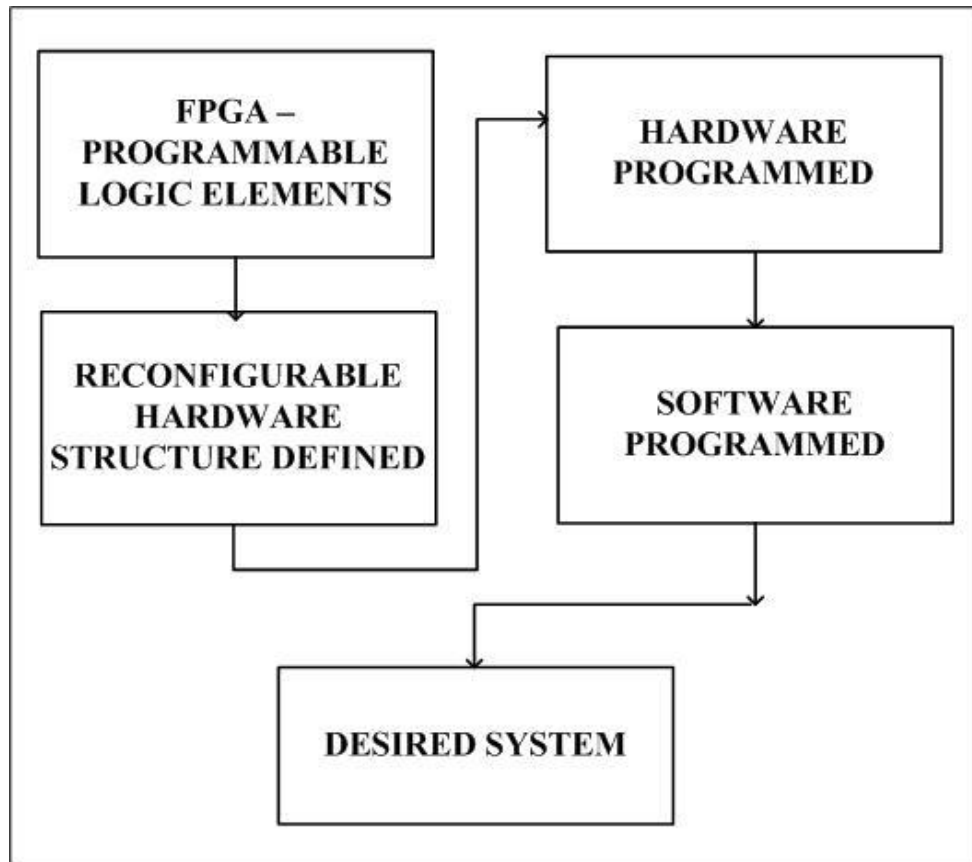 FPGA –
PROGRAMMABLE
LOGIC ELEMENTS
RECONFIGURABLE
HARDWARE
STRUCTURE DEFINED
HARDWARE
PROGRAMMED
SOFTWARE
PROGRAMMED
DESIRED SYSTEM